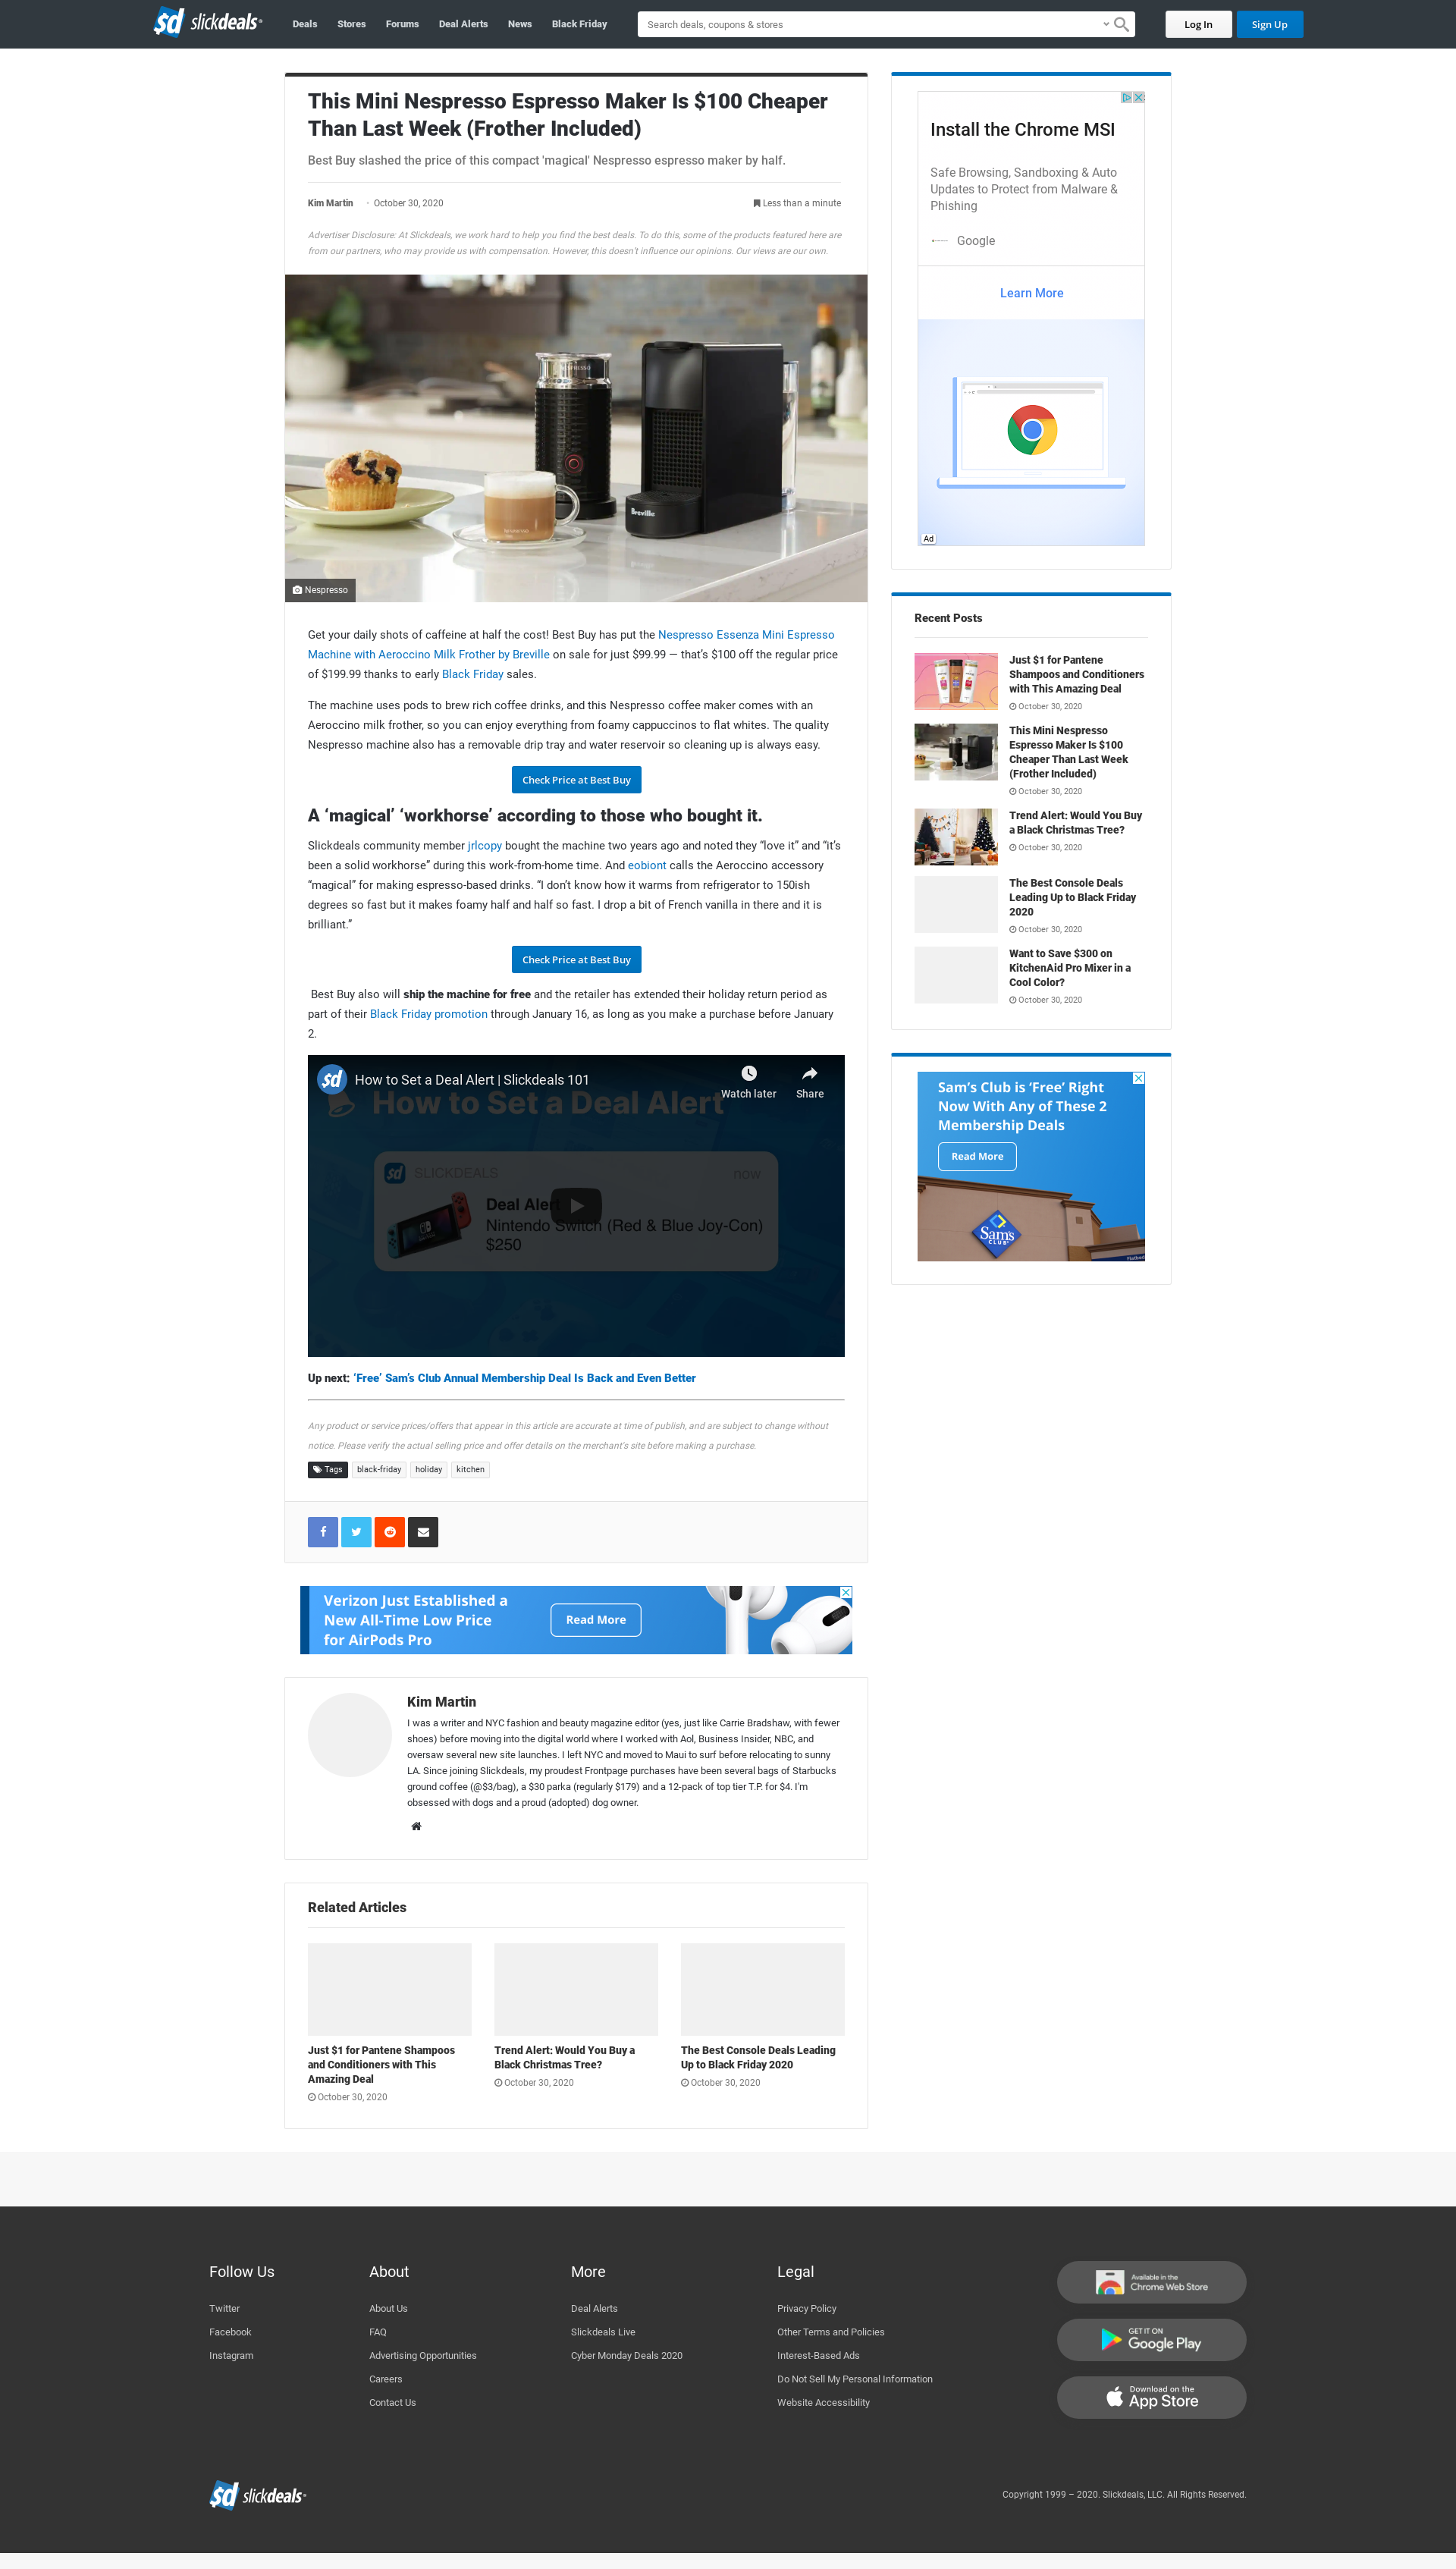 sd slickdeals
Deals Stores Forums Deal Alerts News Black Friday
Search deals, coupons & stores
Log In
Sign Up
This Mini Nespresso Espresso Maker Is $100 Cheaper
Than Last Week (Frother Included)
Best Buy slashed the price of this compact 'magical' Nespresso espresso maker by half.
Kim Martin • October 30, 2020
Less than a minute
Advertiser Disclosure: At Slickdeals, we work hard to help you find the best deals. To do this, some of the products featured here are
from our partners, who may provide us with compensation. However, this doesn't influence our opinions. Our views are our own.
NESPRESSO
Breville
Nespresso
Get your daily shots of caffeine at half the cost! Best Buy has put the Nespresso Essenza Mini Espresso
Machine with Aeroccino Milk Frother by Breville on sale for just $99.99 — that’s $100 off the regular price
of $199.99 thanks to early Black Friday sales.
The machine uses pods to brew rich coffee drinks, and this Nespresso coffee maker comes with an
Aeroccino milk frother, so you can enjoy everything from foamy cappuccinos to flat whites. The quality
Nespresso machine also has a removable drip tray and water reservoir so cleaning up is always easy.
Check Price at Best Buy
A ‘magical’ ‘workhorse’ according to those who bought it.
Slickdeals community member jrlcopy bought the machine two years ago and noted they “love it” and “it’s
been a solid workhorse” during this work-from-home time. And eobiont calls the Aeroccino accessory
“magical” for making espresso-based drinks. “I don’t know how it warms from refrigerator to 150ish
degrees so fast but it makes foamy half and half so fast. I drop a bit of French vanilla in there and it is
brilliant.”
Check Price at Best Buy
Best Buy also will ship the machine for free and the retailer has extended their holiday return period as
part of their Black Friday promotion through January 16, as long as you make a purchase before January
2.
sd
How to Set a Deal Alert | Slickdeals 101
Watch later
Share
How to Set a Deal Alert
sd SLICKDEALS
now
Deal Alert
Nintendo Switch (Red & Blue Joy-Con)
$250
Up next: ‘Free’ Sam’s Club Annual Membership Deal Is Back and Even Better
Any product or service prices/offers that appear in this article are accurate at time of publish, and are subject to change without
notice. Please verify the actual selling price and offer details on the merchant's site before making a purchase.
Tags black-friday holiday kitchen
Verizon Just Established a
New All-Time Low Price
for AirPods Pro
Read More
Kim Martin
I was a writer and NYC fashion and beauty magazine editor (yes, just like Carrie Bradshaw, with fewer
shoes) before moving into the digital world where I worked with Aol, Business Insider, NBC, and
oversaw several new site launches. I left NYC and moved to Maui to surf before relocating to sunny
LA. Since joining Slickdeals, my proudest Frontpage purchases have been several bags of Starbucks
ground coffee (@$3/bag), a $30 parka (regularly $179) and a 12-pack of top tier T.P. for $4. I'm
obsessed with dogs and a proud (adopted) dog owner.
Related Articles
Just $1 for Pantene Shampoos
and Conditioners with This
Amazing Deal
October 30, 2020
Trend Alert: Would You Buy a
Black Christmas Tree?
October 30, 2020
The Best Console Deals Leading
Up to Black Friday 2020
October 30, 2020
Install the Chrome MSI
Safe Browsing, Sandboxing & Auto
Updates to Protect from Malware &
Phishing
Google
Learn More
Ad
Recent Posts
Just $1 for Pantene
Shampoos and Conditioners
with This Amazing Deal
October 30, 2020
This Mini Nespresso
Espresso Maker Is $100
Cheaper Than Last Week
(Frother Included)
October 30, 2020
Trend Alert: Would You Buy
a Black Christmas Tree?
October 30, 2020
The Best Console Deals
Leading Up to Black Friday
2020
October 30, 2020
Want to Save $300 on
KitchenAid Pro Mixer in a
Cool Color?
October 30, 2020
Sam’s Club is ‘Free’ Right
Now With Any of These 2
Membership Deals
Read More
Sam's
CLUB
Follow Us
Twitter
Facebook
Instagram
About
About Us
FAQ
Advertising Opportunities
Careers
Contact Us
More
Deal Alerts
Slickdeals Live
Cyber Monday Deals 2020
Legal
Privacy Policy
Other Terms and Policies
Interest-Based Ads
Do Not Sell My Personal Information
Website Accessibility
Available in the
Chrome Web Store
GET IT ON
Google Play
Download on the
App Store
sd slickdeals
Copyright 1999 – 2020. Slickdeals, LLC. All Rights Reserved.